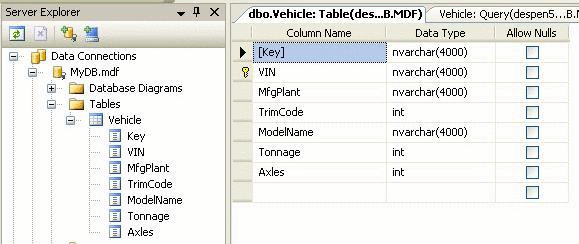 Server Explorer
Data Connections
MyDB.mdf
Database Diagrams
Tables
Vehicle
Key
VIN
MfgPlant
TrimCode
ModelName
Tonnage
Axles
dbo.Vehicle: Table(des...B.MDF)
Vehicle: Query(despen5...B.M
Column Name Data Type Allow Nulls
[Key] nvarchar(4000)
VIN nvarchar(4000)
MfgPlant nvarchar(4000)
TrimCode int
ModelName nvarchar(4000)
Tonnage int
Axles int